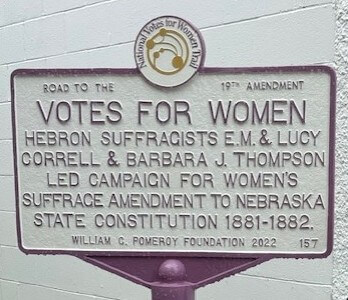 National Votes for Women Trail
ROAD TO THE 19TH AMENDMENT
VOTES FOR WOMEN
HEBRON SUFFRAGISTS E.M. & LUCY
CORRELL & BARBARA J. THOMPSON
LED CAMPAIGN FOR WOMEN'S
SUFFRAGE AMENDMENT TO NEBRASKA
STATE CONSTITUTION 1881-1882.
WILLIAM G. POMEROY FOUNDATION 2022 157